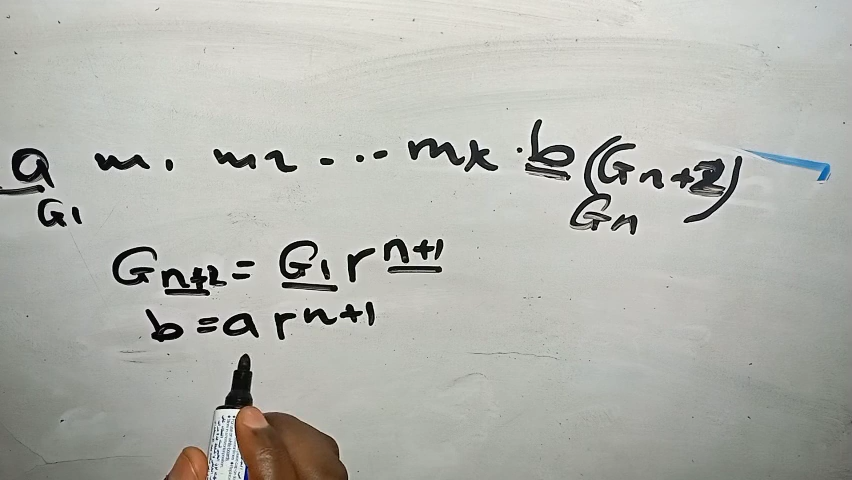 a m1 m2 ... mk . b (Gn+2)
G1 Gn
Gn+2 = G1 r n+1
b = a r n+1